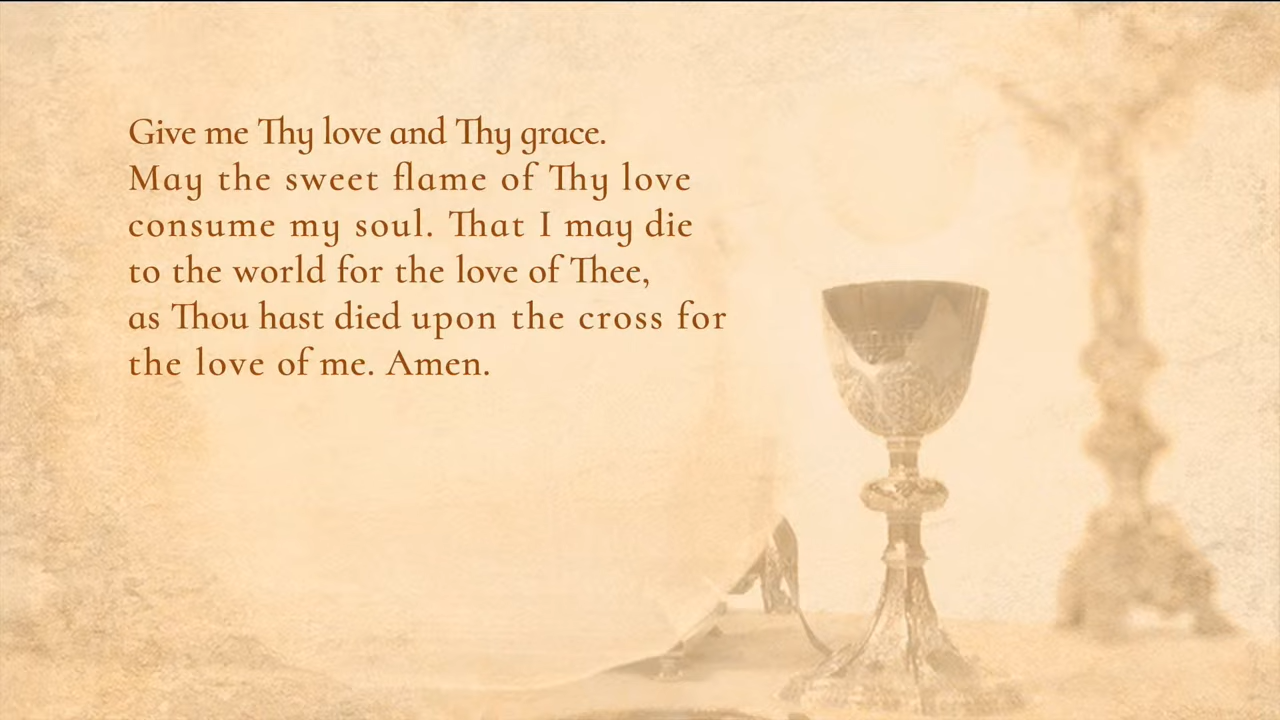 Give me Thy love and Thy grace.
May the sweet flame of Thy love
consume my soul. That I may die
to the world for the love of Thee,
as Thou hast died upon the cross for
the love of me. Amen.